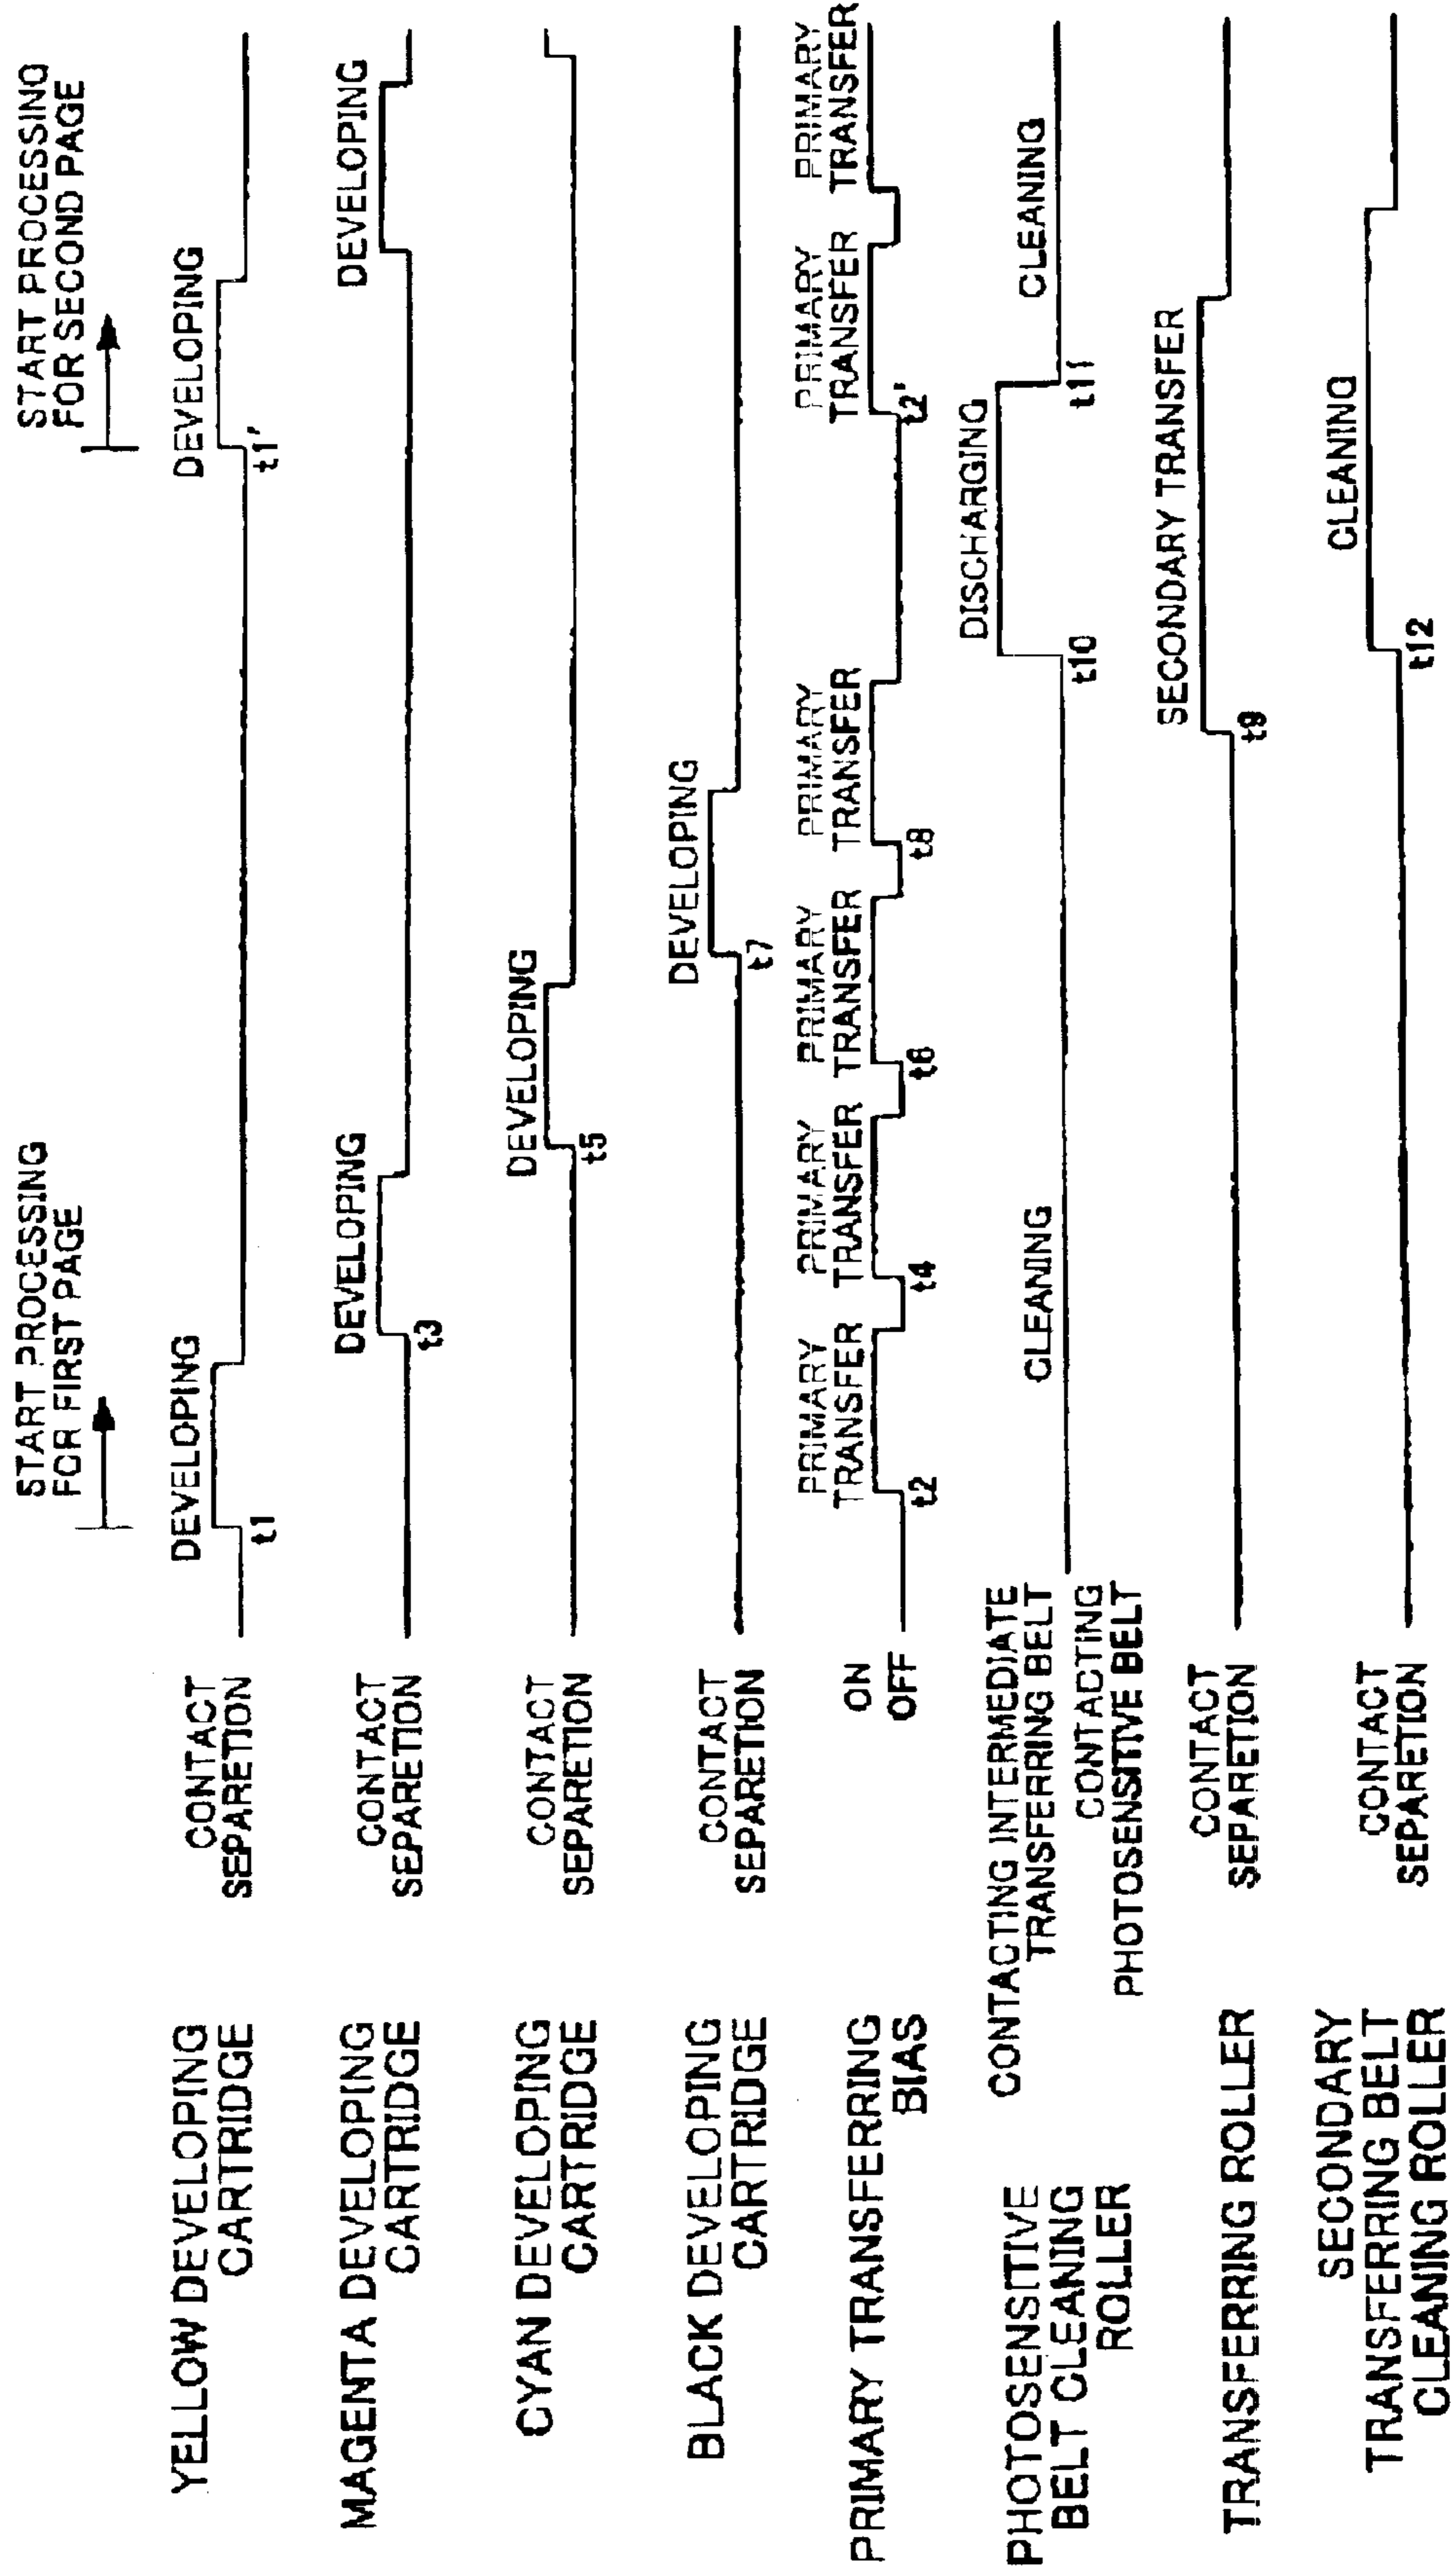 START PROCESSING
FOR FIRST PAGE
START PROCESSING
FOR SECOND PAGE
YELLOW DEVELOPING
CARTRIDGE
CONTACT
SEPARETION
DEVELOPING
t1
DEVELOPING
t1'
MAGENTA DEVELOPING
CARTRIDGE
CONTACT
SEPARETION
DEVELOPING
t3
DEVELOPING
CYAN DEVELOPING
CARTRIDGE
CONTACT
SEPARETION
DEVELOPING
t5
BLACK DEVELOPING
CARTRIDGE
CONTACT
SEPARETION
DEVELOPING
t7
PRIMARY TRANSFERRING
BIAS
ON
OFF
PRIMARY
TRANSFER
t2
PRIMARY
TRANSFER
t4
PRIMARY
TRANSFER
t6
PRIMARY
TRANSFER
t8
PRIMARY
TRANSFER
t2'
PRIMARY
TRANSFER
PHOTOSENSITIVE
BELT CLEANING
ROLLER
CONTACTING INTERMEDIATE
TRANSFERRING BELT
CONTACTING
PHOTOSENSITIVE BELT
CLEANING
DISCHARGING
t10
t11
CLEANING
TRANSFERRING ROLLER
CONTACT
SEPARETION
SECONDARY TRANSFER
t9
SECONDARY
TRANSFERRING BELT
CLEANING ROLLER
CONTACT
SEPARETION
CLEANING
t12